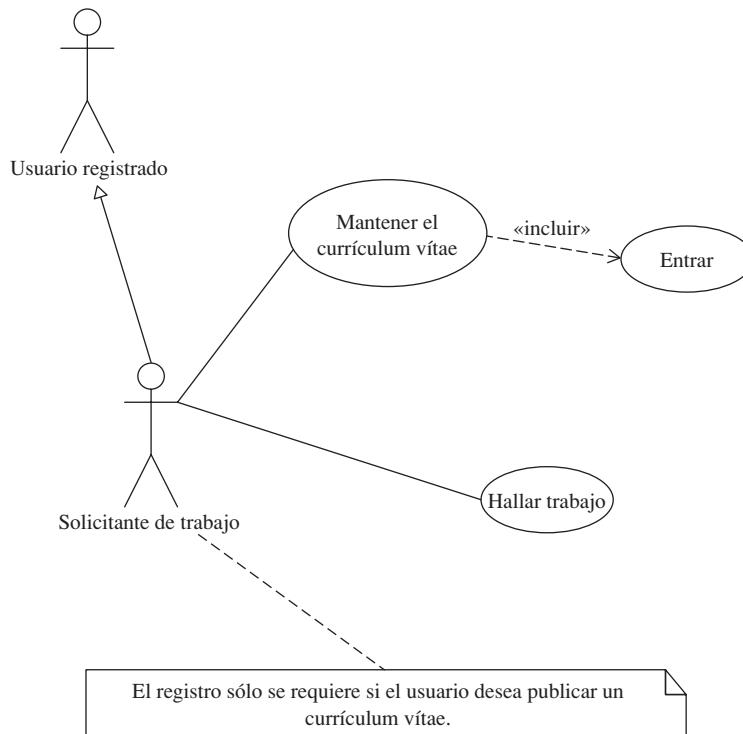 Usuario registrado
Mantener el
currículum vítae
«incluir»
Entrar
Hallar trabajo
Solicitante de trabajo
El registro sólo se requiere si el usuario desea publicar un
currículum vítae.